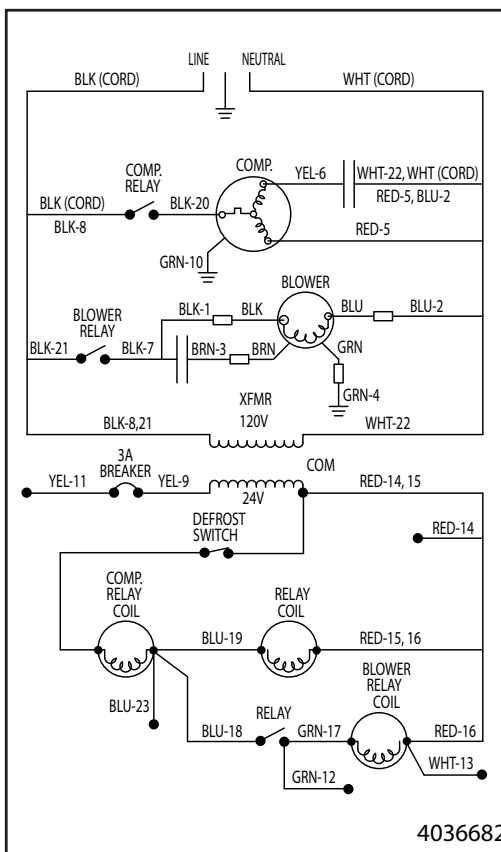 LINE NEUTRAL
BLK (CORD) WHT (CORD)
COMP.
RELAY
COMP.
YEL-6
WHT-22, WHT (CORD)
RED-5, BLU-2
BLK (CORD)
BLK-8
BLK-20
RED-5
GRN-10
BLOWER
BLOWER
RELAY
BLK-1 BLK BLU BLU-2
BLK-21 BLK-7 BRN-3 BRN GRN
GRN-4
XFMR
120V
BLK-8,21 WHT-22
3A
BREAKER
COM
YEL-11 YEL-9 RED-14, 15
24V
DEFROST
SWITCH
RED-14
COMP.
RELAY
COIL
RELAY
COIL
BLU-19 RED-15, 16
BLOWER
RELAY
COIL
BLU-23
BLU-18 RELAY GRN-17 RED-16
WHT-13
GRN-12
4036682